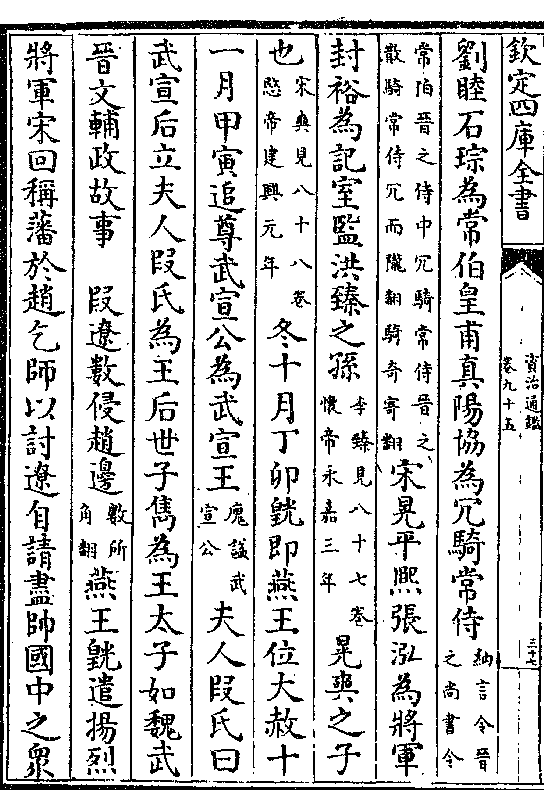 欽定四庫全書
資治通鑑
卷九十五
三十七
劉睦石琮為常伯皇甫真陽協為冗騎常侍
納言令晉
之尚書令
常伯晉之侍中冗騎常侍晉之
散騎常侍冗而隴翻騎奇寄翻
宋晃平熈張泓為將軍
封裕為記室監洪臻之孫
李臻見八十七卷
懷帝永嘉三年
晃奭之子
也
宋奭見八十八卷
愍帝建興元年
冬十月丁卯皝即燕王位大赦十
一月甲寅追尊武宣公為武宣王
廆諡武
宣公
夫人段氏曰
武宣后立夫人段氏為王后世子雋為王太子如魏武
晉文輔政故事　段遼數侵趙邊
數所
角翻
燕王皝遣揚烈
將軍宋回稱藩於趙乞師以討遼自請盡帥國中之衆